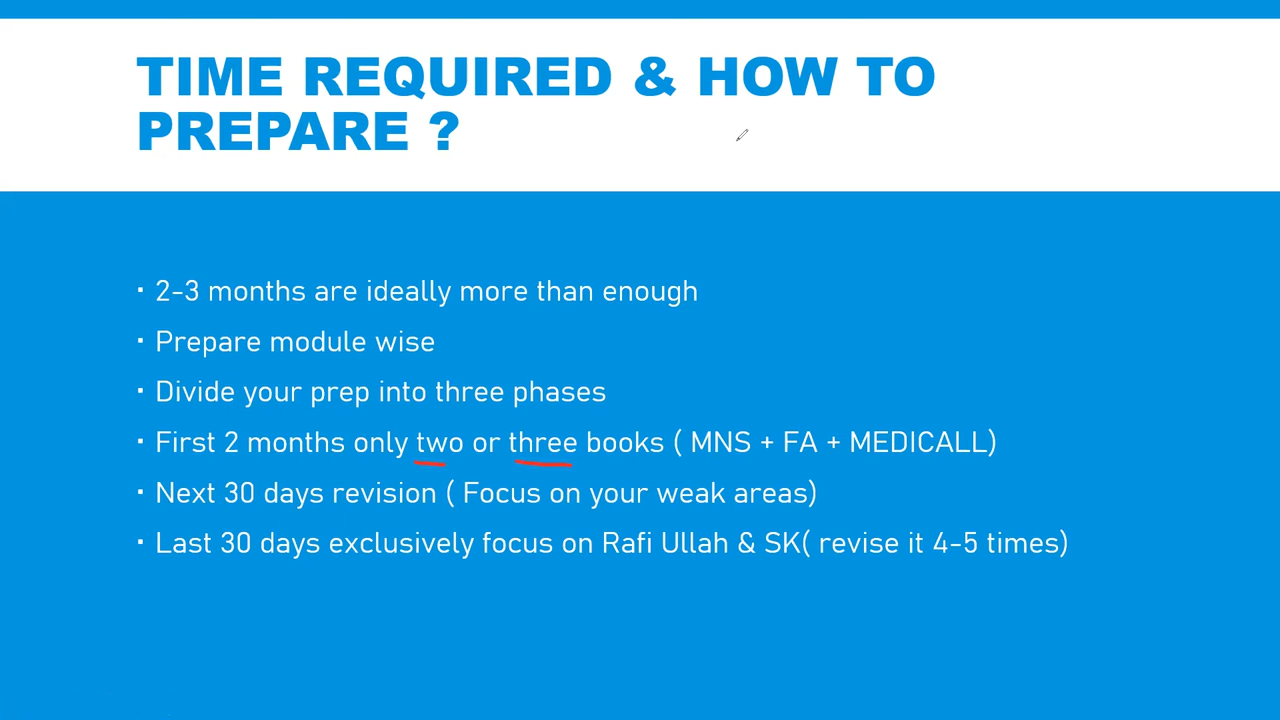 TIME REQUIRED & HOW TO
PREPARE ?
▪ 2-3 months are ideally more than enough
▪ Prepare module wise
▪ Divide your prep into three phases
▪ First 2 months only two or three books ( MNS + FA + MEDICALL)
▪ Next 30 days revision ( Focus on your weak areas)
▪ Last 30 days exclusively focus on Rafi Ullah & SK( revise it 4-5 times)